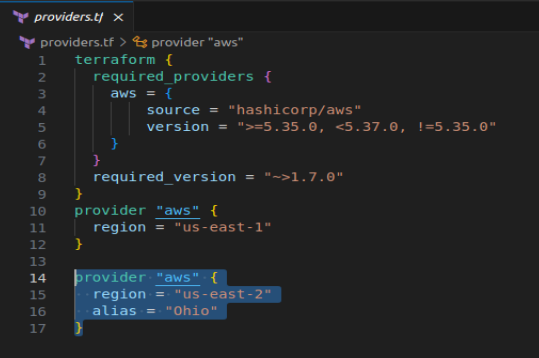 providers.tf ×
providers.tf > provider "aws"
1 terraform {
2   required_providers {
3     aws = {
4         source = "hashicorp/aws"
5         version = ">=5.35.0, <5.37.0, !=5.35.0"
6     }
7   }
8   required_version = "~>1.7.0"
9 }
10 provider "aws" {
11   region = "us-east-1"
12 }
13
14 provider "aws" {
15   region = "us-east-2"
16   alias = "Ohio"
17 }